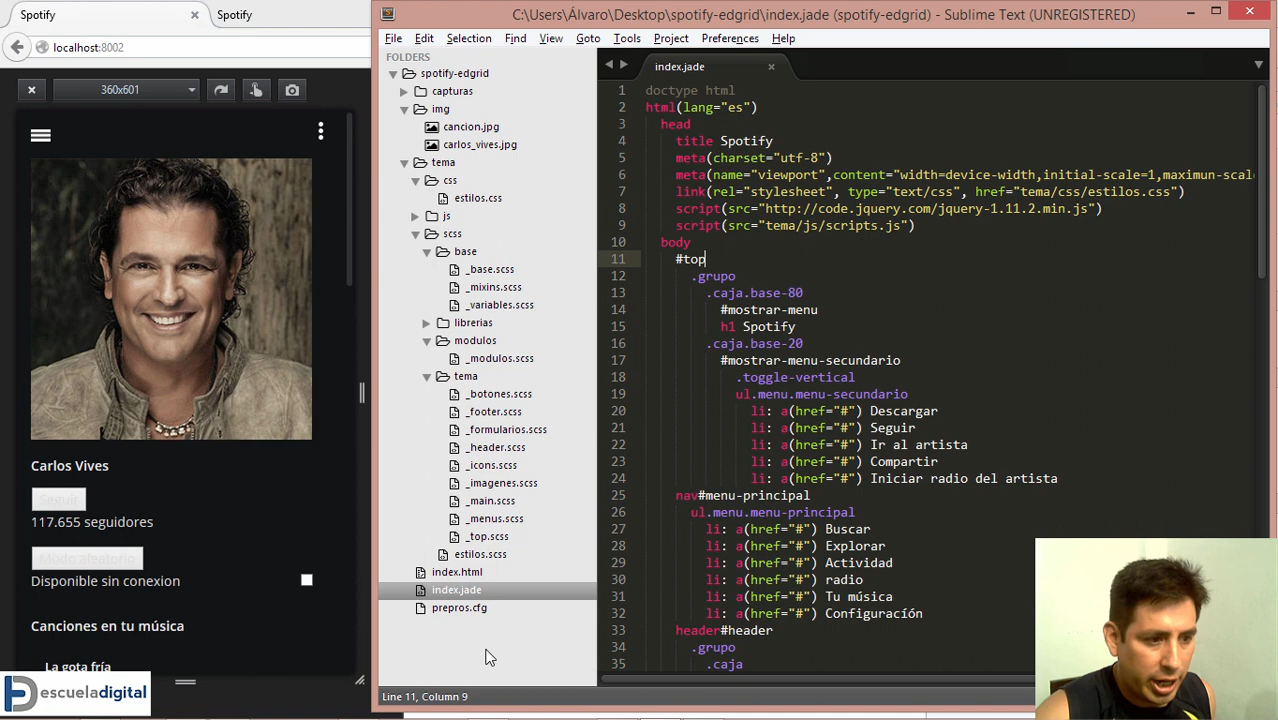 Spotify
Spotify
localhost:8002
360x601
Carlos Vives
Seguir
117.655 seguidores
Modo aleatorio
Disponible sin conexion
Canciones en tu música
La gota fría
escueladigital
C:\Users\Álvaro\Desktop\spotify-edgrid\index.jade (spotify-edgrid) - Sublime Text (UNREGISTERED)
File Edit Selection Find View Goto Tools Project Preferences Help
FOLDERS
spotify-edgrid
capturas
img
cancion.jpg
carlos_vives.jpg
tema
css
estilos.css
js
scss
base
_base.scss
_mixins.scss
_variables.scss
librerias
modulos
_modulos.scss
tema
_botones.scss
_footer.scss
_formularios.scss
_header.scss
_icons.scss
_imagenes.scss
_main.scss
_menus.scss
_top.scss
estilos.scss
index.html
index.jade
prepros.cfg
index.jade
1 doctype html
2 html(lang="es")
3 head
4 title Spotify
5 meta(charset="utf-8")
6 meta(name="viewport",content="width=device-width,initial-scale=1,maximun-scale
7 link(rel="stylesheet", type="text/css", href="tema/css/estilos.css")
8 script(src="http://code.jquery.com/jquery-1.11.2.min.js")
9 script(src="tema/js/scripts.js")
10 body
11 #top
12 .grupo
13 .caja.base-80
14 #mostrar-menu
15 h1 Spotify
16 .caja.base-20
17 #mostrar-menu-secundario
18 .toggle-vertical
19 ul.menu.menu-secundario
20 li: a(href="#") Descargar
21 li: a(href="#") Seguir
22 li: a(href="#") Ir al artista
23 li: a(href="#") Compartir
24 li: a(href="#") Iniciar radio del artista
25 nav#menu-principal
26 ul.menu.menu-principal
27 li: a(href="#") Buscar
28 li: a(href="#") Explorar
29 li: a(href="#") Actividad
30 li: a(href="#") radio
31 li: a(href="#") Tu música
32 li: a(href="#") Configuracíón
33 header#header
34 .grupo
35 .caja
Line 11, Column 9